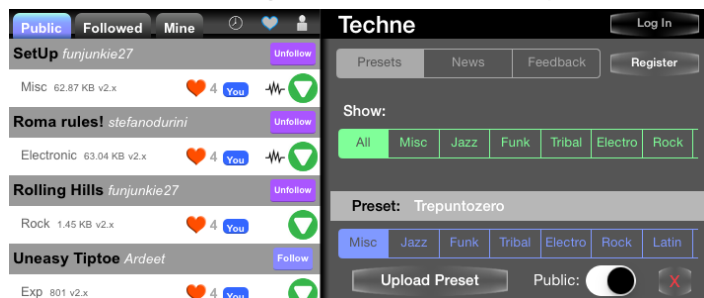 Public Followed Mine
SetUp funjunkie27 Unfollow
Misc 62.87 KB v2.x 4 You
Roma rules! stefanodurini Unfollow
Electronic 63.04 KB v2.x 4 You
Rolling Hills funjunkie27 Unfollow
Rock 1.45 KB v2.x 4 You
Uneasy Tiptoe Ardeet Follow
Exp 801 v2.x 4 You
Techne Log In
Presets News Feedback Register
Show:
All Misc Jazz Funk Tribal Electro Rock
Preset: Trepuntozero
Misc Jazz Funk Tribal Electro Rock Latin
Upload Preset Public: X